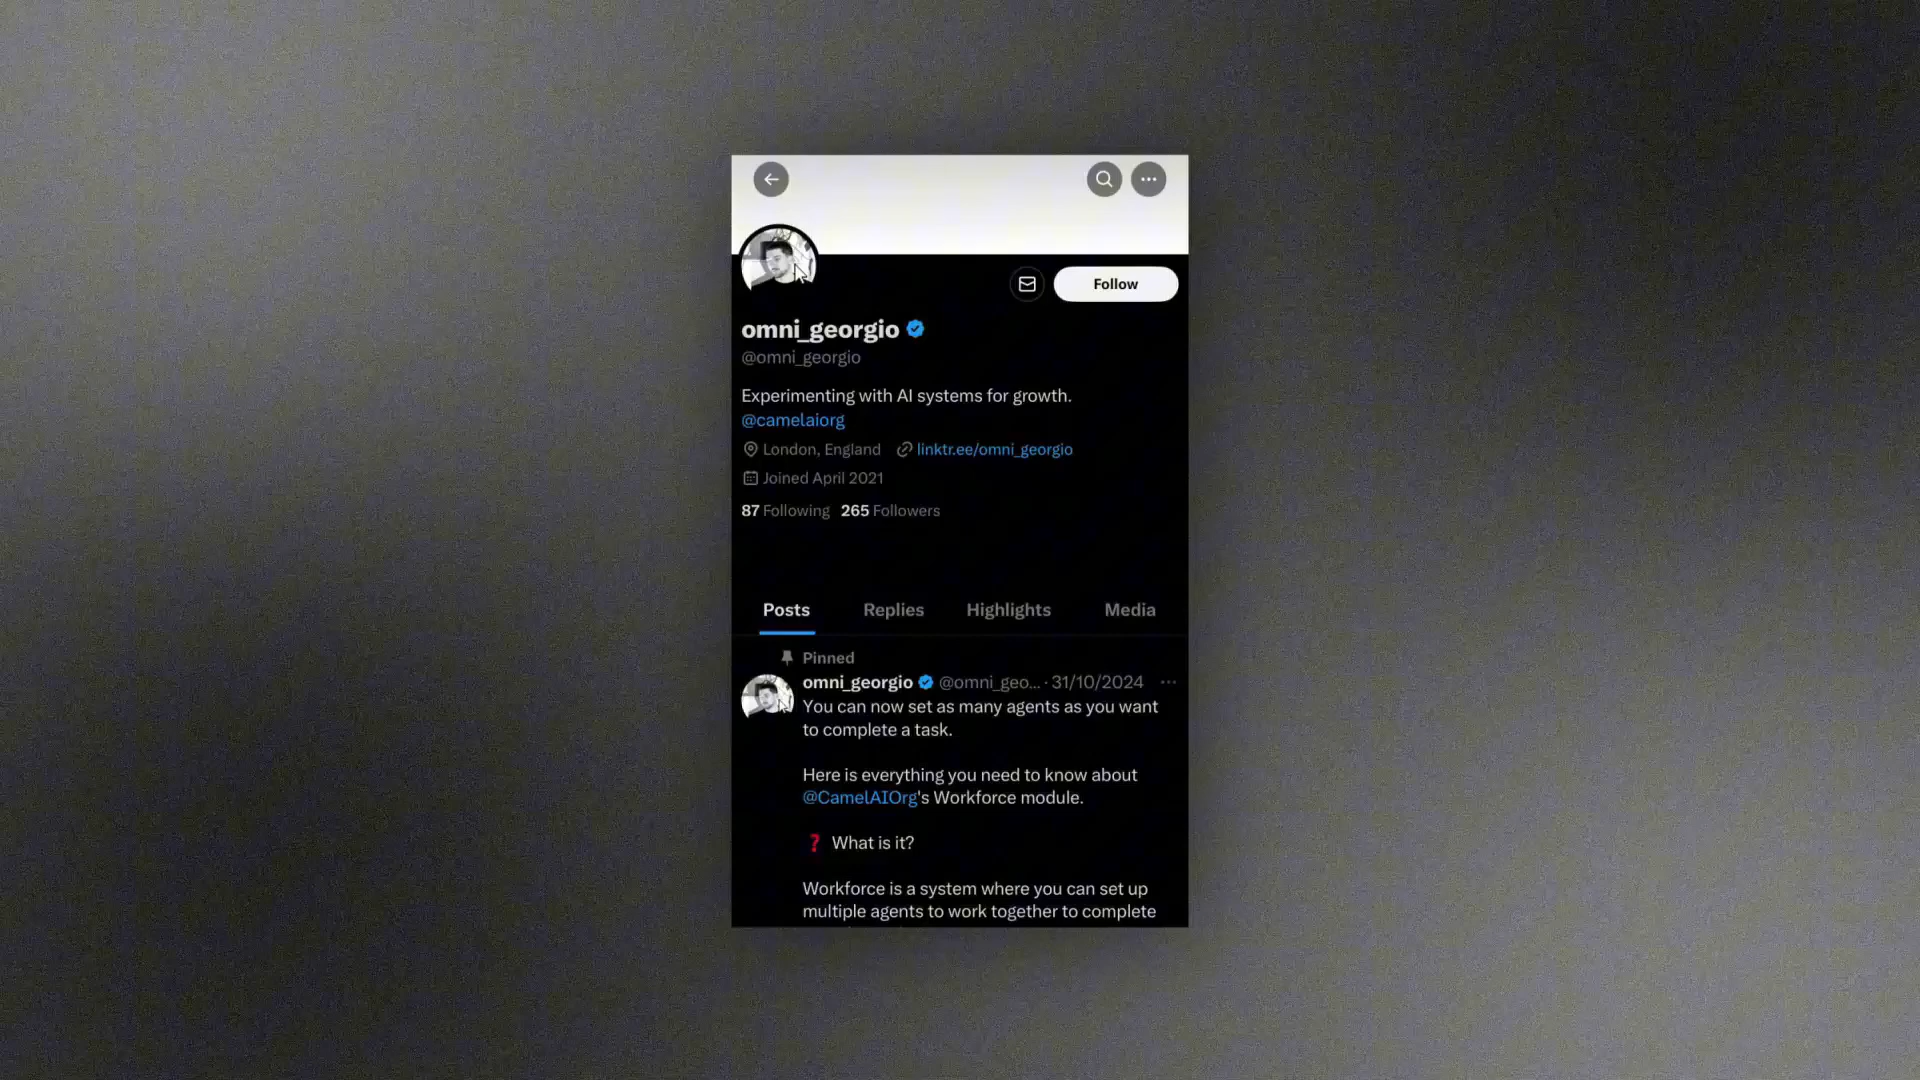 Follow
omni_georgio
@omni_georgio
Experimenting with AI systems for growth.
@camelaiorg
London, England linktr.ee/omni_georgio
Joined April 2021
87 Following 265 Followers
Posts Replies Highlights Media
Pinned
omni_georgio @omni_geo... · 31/10/2024
You can now set as many agents as you want
to complete a task.
Here is everything you need to know about
@CamelAIOrg's Workforce module.
❓ What is it?
Workforce is a system where you can set up
multiple agents to work together to complete